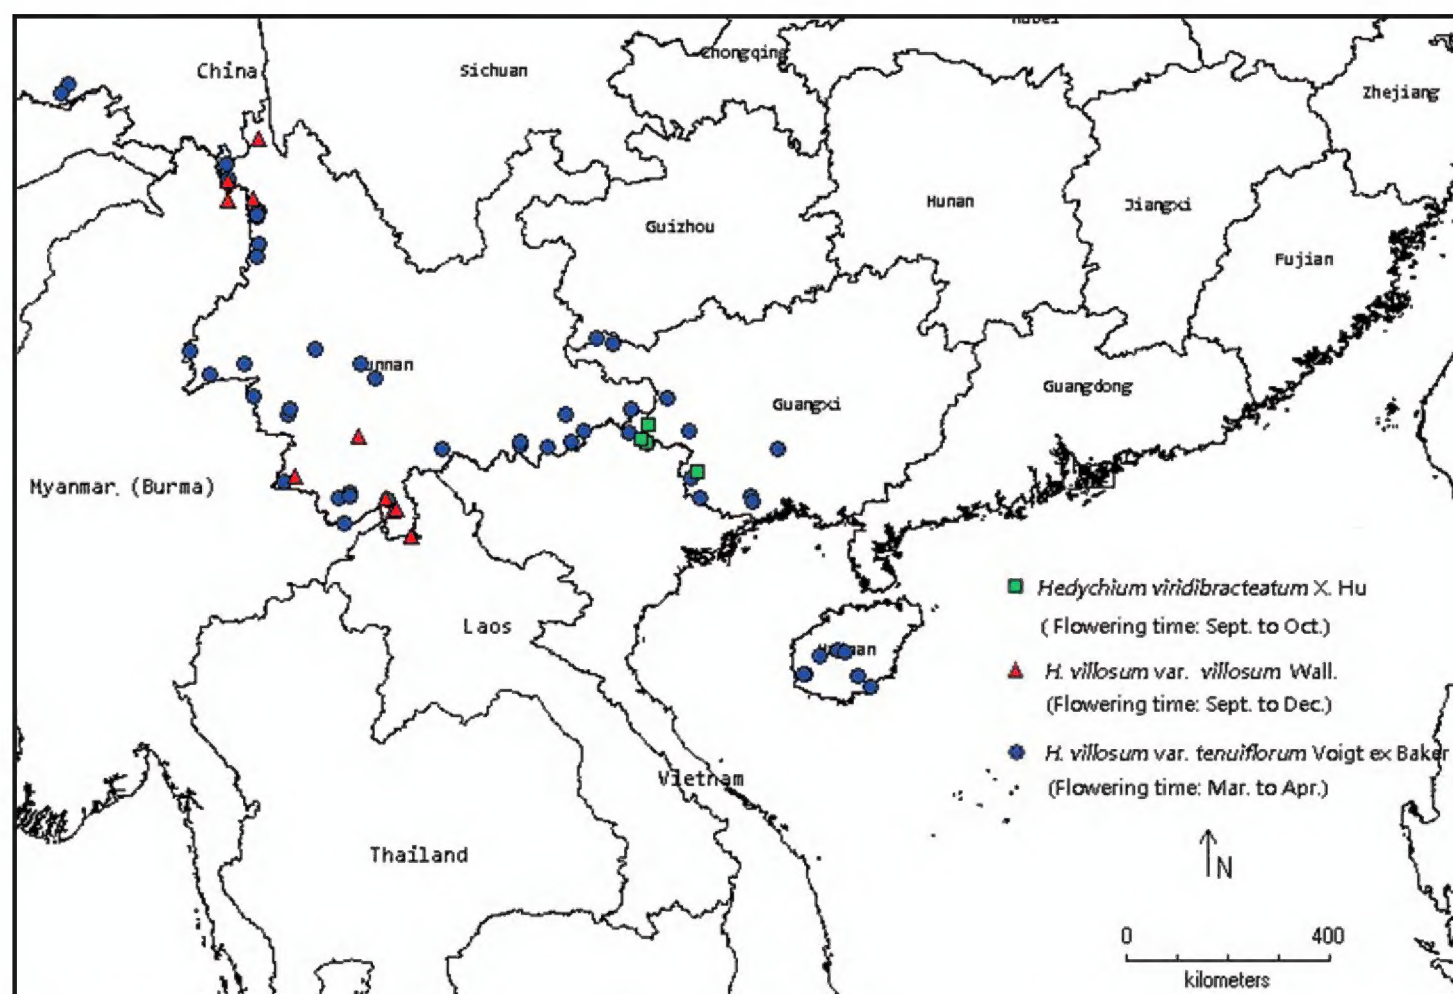 China
Sichuan
Chongqing
Zhejiang
Guizhou
Hunan
Jiangxi
Fujian
Guangxi
Guangdong
Myanmar. (Burma)
Laos
Vietnam
Thailand
Hedychium viridibracteatum X. Hu
( Flowering time: Sept. to Oct.)
H. villosum var. villosum Wall.
(Flowering time: Sept. to Dec.)
H. villosum var. tenuiflorum Voigt ex Baker
(Flowering time: Mar. to Apr.)
N
0 400
kilometers